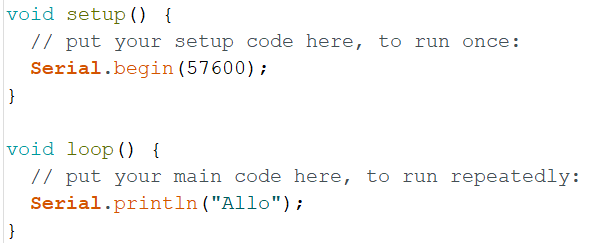 void setup() {
  // put your setup code here, to run once:
  Serial.begin(57600);
}

void loop() {
  // put your main code here, to run repeatedly:
  Serial.println("Allo");
}